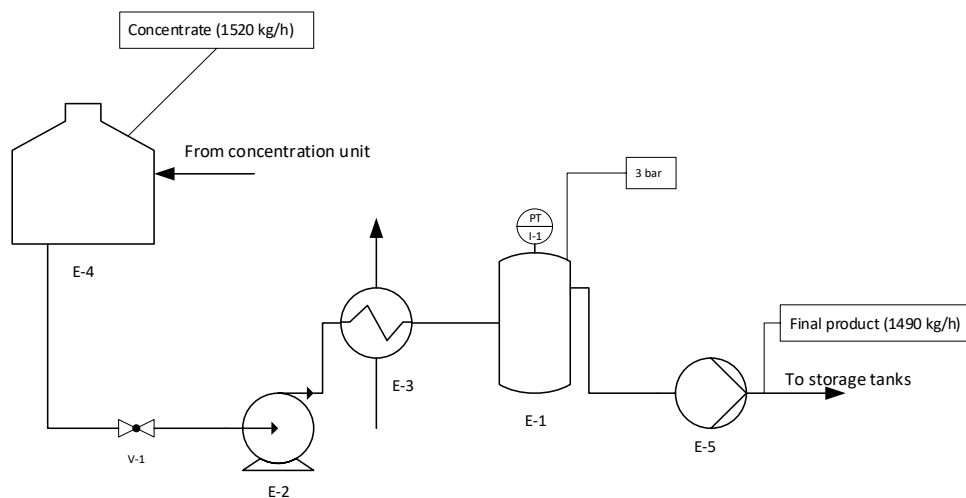 Concentrate (1520 kg/h)
From concentration unit
3 bar
PT
I-1
E-4
Final product (1490 kg/h)
E-3
To storage tanks
E-1
E-5
V-1
E-2